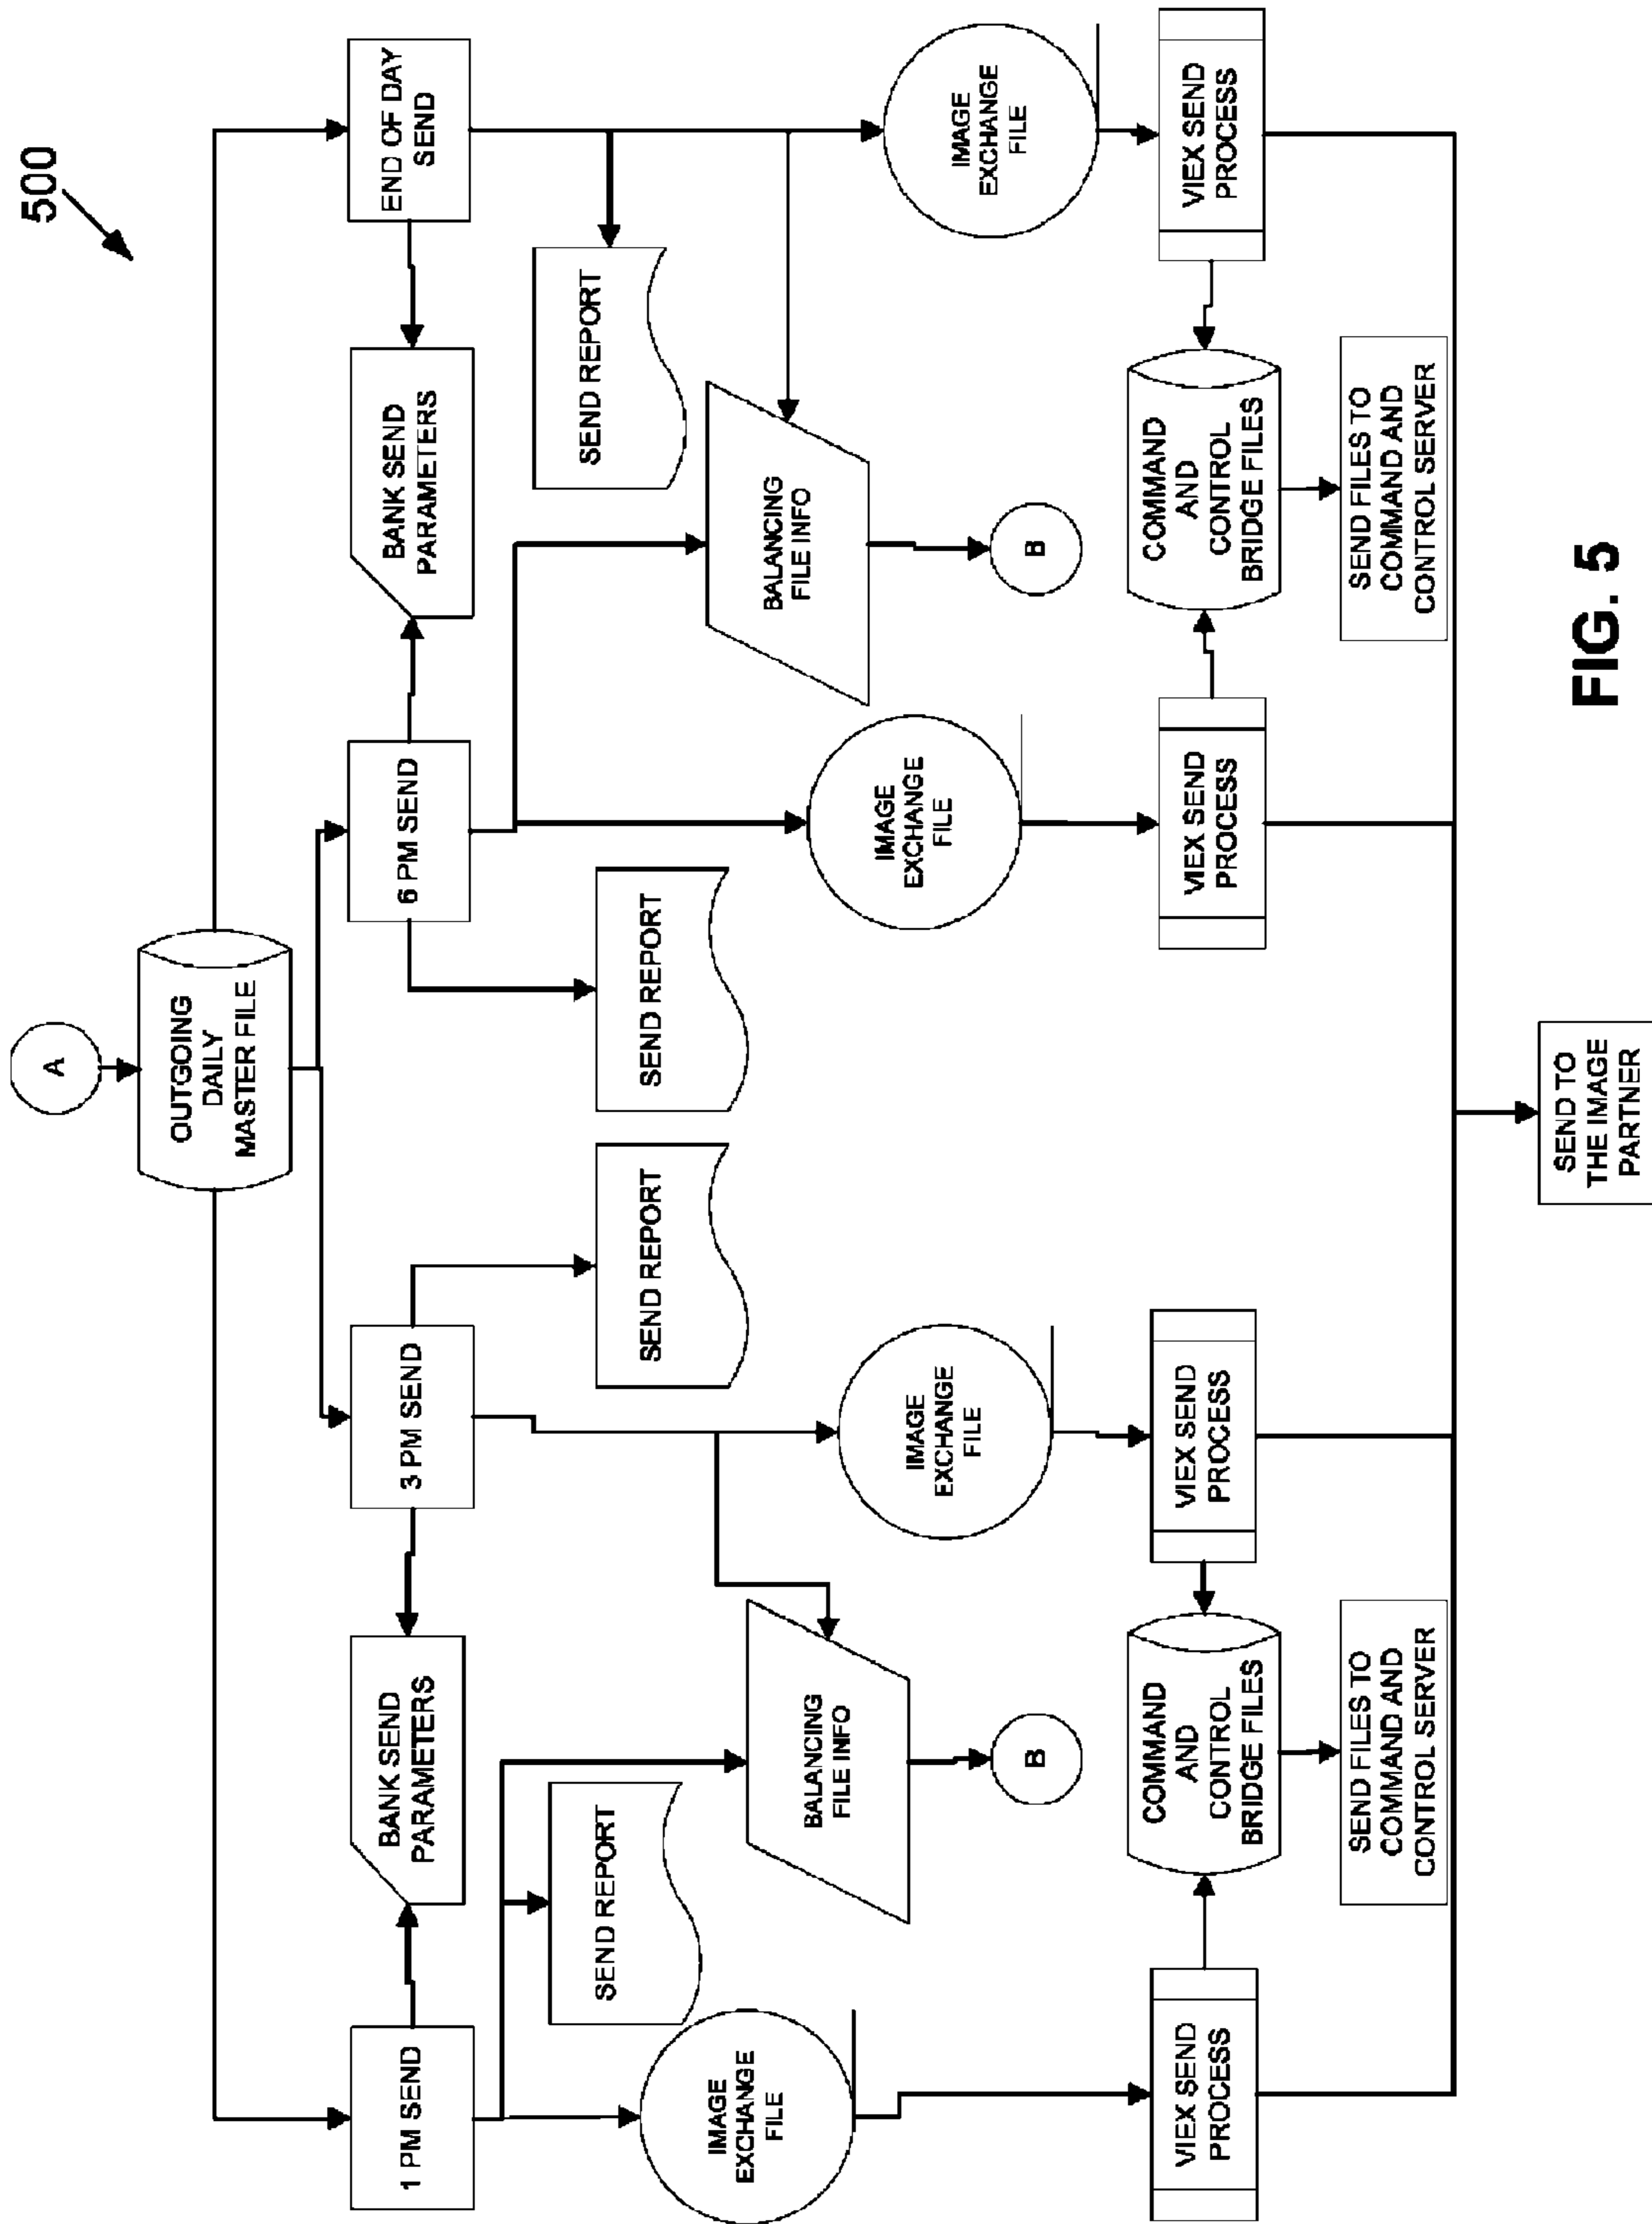 500
A
OUTGOING
DAILY
MASTER FILE
1 PM SEND
BANK SEND
PARAMETERS
3 PM SEND
6 PM SEND
BANK SEND
PARAMETERS
END OF DAY
SEND
SEND REPORT
SEND REPORT
SEND REPORT
SEND REPORT
IMAGE
EXCHANGE
FILE
BALANCING
FILE INFO
IMAGE
EXCHANGE
FILE
IMAGE
EXCHANGE
FILE
BALANCING
FILE INFO
IMAGE
EXCHANGE
FILE
B
B
VIEX SEND
PROCESS
COMMAND
AND
CONTROL
BRIDGE FILES
VIEX SEND
PROCESS
VIEX SEND
PROCESS
COMMAND
AND
CONTROL
BRIDGE FILES
VIEX SEND
PROCESS
SEND FILES TO
COMMAND AND
CONTROL SERVER
SEND FILES TO
COMMAND AND
CONTROL SERVER
SEND TO
THE IMAGE
PARTNER
FIG. 5